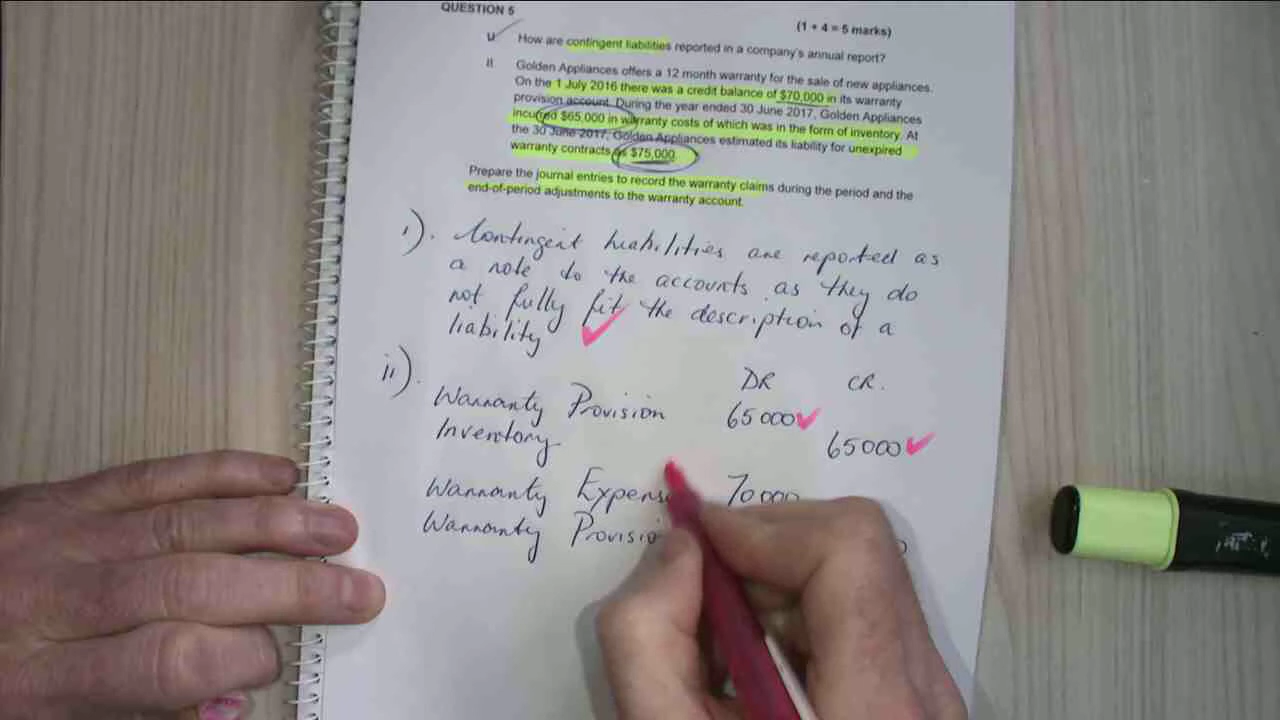 QUESTION 5
(1 + 4 = 5 marks)
How are contingent liabilities reported in a company's annual report?
II. Golden Appliances offers a 12 month warranty for the sale of new appliances.
On the 1 July 2016 there was a credit balance of $70,000 in its warranty
provision account. During the year ended 30 June 2017, Golden Appliances
incurred $65,000 in warranty costs of which was in the form of inventory. At
the 30 June 2017, Golden Appliances estimated its liability for unexpired
warranty contracts as $75,000
Prepare the journal entries to record the warranty claims during the period and the
end-of-period adjustments to the warranty account.
i). Contingent liabilities are reported as
a note to the accounts as they do
not fully fit the description of a
liability
ii). DR CR.
Warranty Provision 65000
Inventory 65000
Warranty Expens 70000
Warranty Provisio